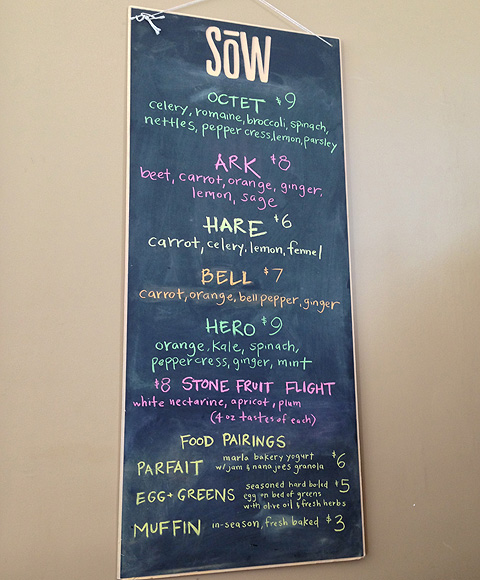 SōW
OCTET $9
celery, romaine, broccoli, spinach,
nettles, pepper cress, lemon, parsley
ARK $8
beet, carrot, orange, ginger,
lemon, sage
HARE $6
carrot, celery, lemon, fennel
BELL $7
carrot, orange, bell pepper, ginger
HERO $9
orange, kale, spinach,
peppercress, ginger, mint
$8 STONE FRUIT FLIGHT
white nectarine, apricot, plum
(4 oz tastes of each)
FOOD PAIRINGS
PARFAIT marla bakery yogurt
w/jam & nana joes granola $6
EGG + GREENS seasoned hard boiled $5
egg on bed of greens
with olive oil & fresh herbs
MUFFIN in-season, fresh baked $3